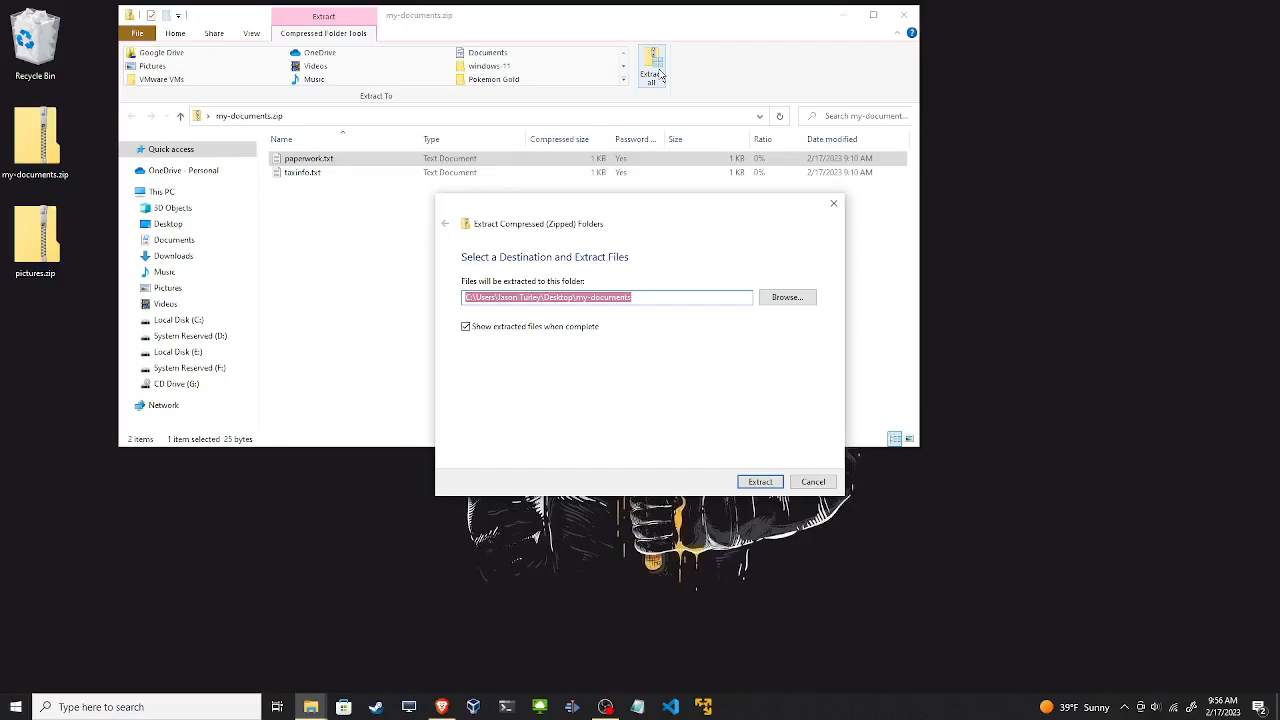 Recycle Bin
my-documents.zip
pictures.zip
Extract
my-documents.zip
File
Home
Share
View
Compressed Folder Tools
Google Drive
OneDrive
Documents
Pictures
Videos
windows-11
VMware VMs
Music
Pokemon Gold
Extract
all
Extract To
my-documents.zip
Search my-document...
Name
Type
Compressed size
Password ...
Size
Ratio
Date modified
paperwork.txt
Text Document
1 KB
Yes
1 KB
0%
2/17/2023 9:10 AM
taxinfo.txt
Text Document
1 KB
Yes
1 KB
0%
2/17/2023 9:10 AM
Quick access
OneDrive - Personal
This PC
3D Objects
Desktop
Documents
Downloads
Music
Pictures
Videos
Local Disk (C:)
System Reserved (D:)
Local Disk (E:)
System Reserved (F:)
CD Drive (G:)
Network
2 items
1 item selected 25 bytes
Extract Compressed (Zipped) Folders
Select a Destination and Extract Files
Files will be extracted to this folder:
C:\Users\Jason Turley\Desktop\my-documents
Browse...
Show extracted files when complete
Extract
Cancel
Type here to search
39°F Sunny
9:56 AM
2/17/2023